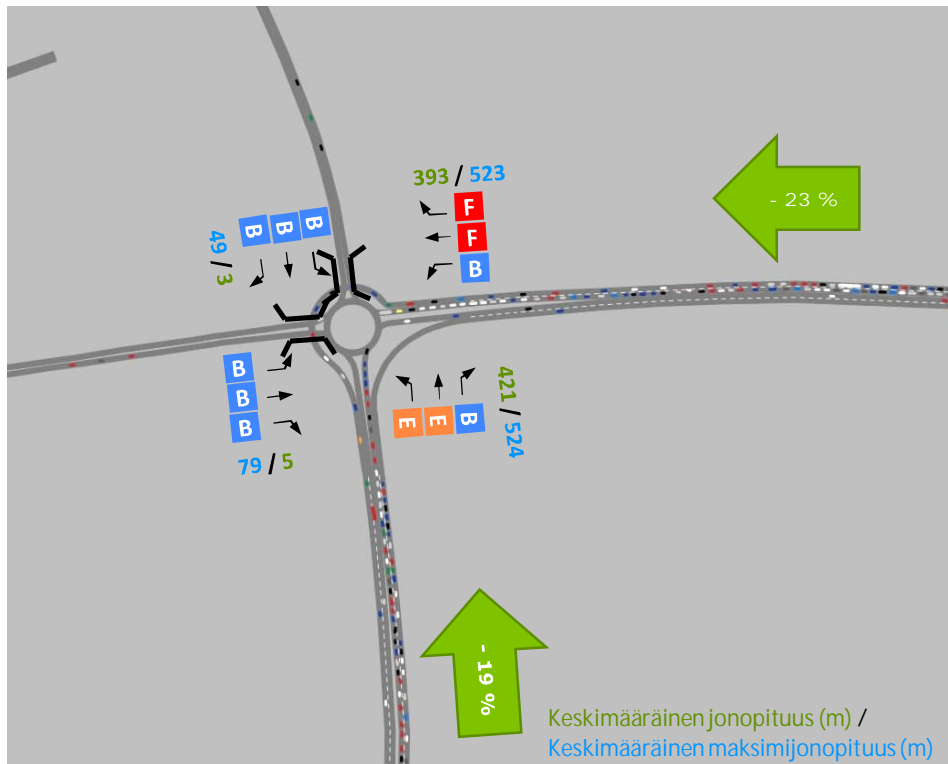 393 / 523
F
F
B
- 23 %
B B B
49 / 3
B
B
B
79 / 5
E E B
421 / 524
- 19 %
Keskimääräinen jonopituus (m) /
Keskimääräinen maksimijonopituus (m)